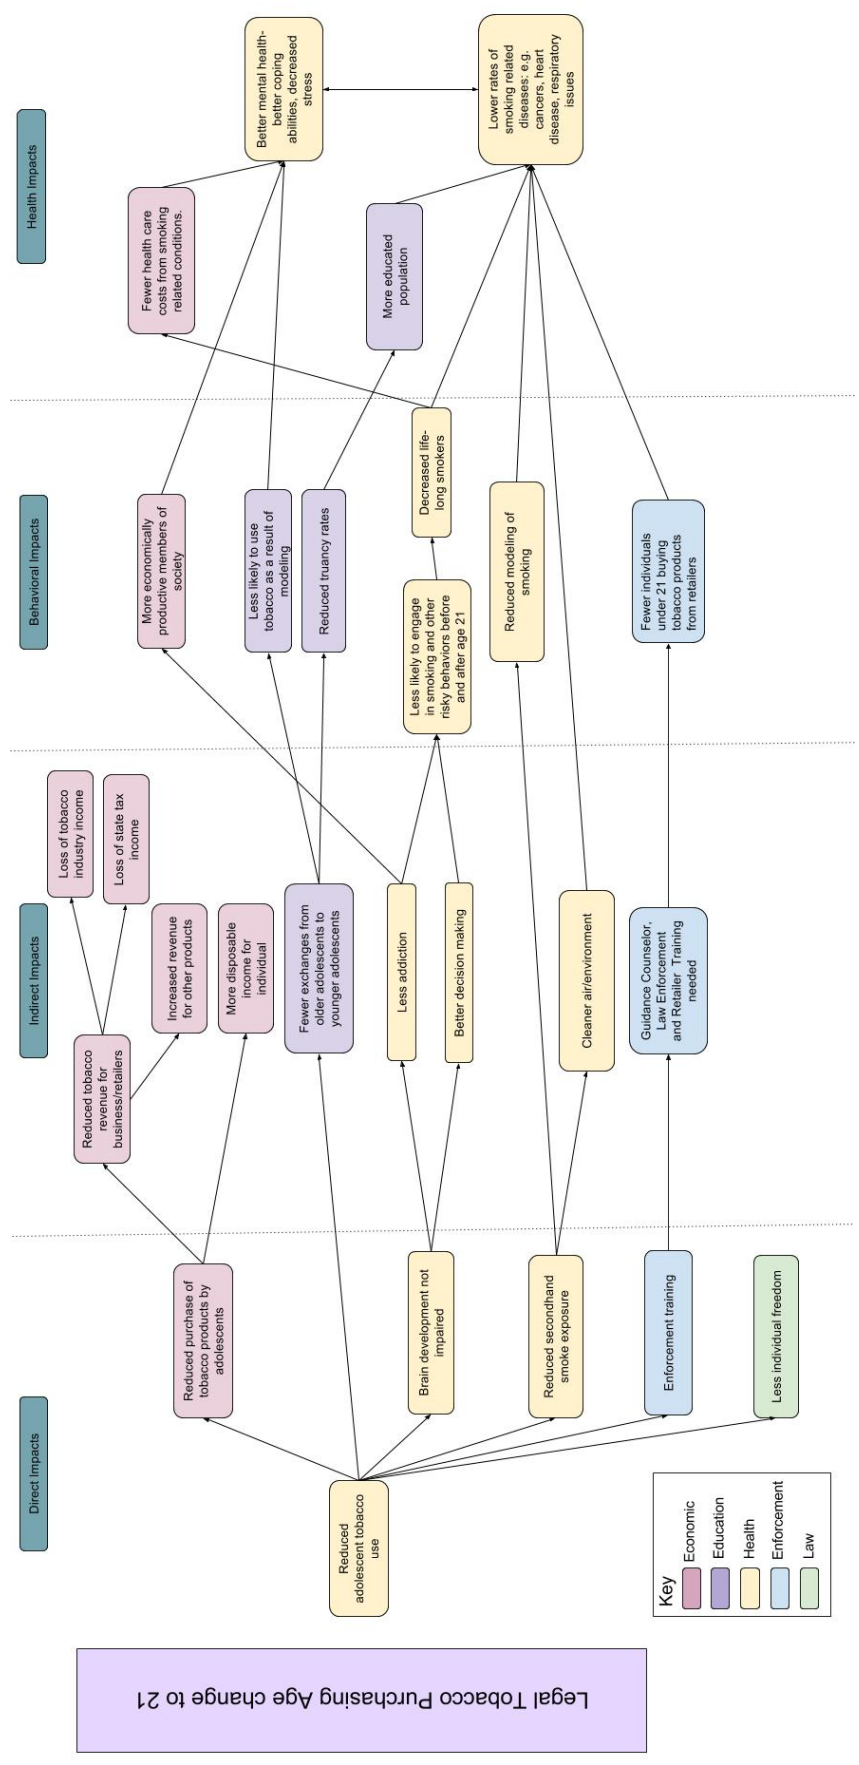 Legal Tobacco Purchasing Age change to 21
Direct Impacts
Indirect Impacts
Behavioral Impacts
Health Impacts
Reduced
adolescent tobacco
use
Reduced purchase of
tobacco products by
adolescents
Brain development not
impaired
Reduced secondhand
smoke exposure
Enforcement training
Less individual freedom
Reduced tobacco
revenue for
business/retailers
Loss of tobacco
industry income
Loss of state tax
income
Increased revenue
for other products
More disposable
income for
individual
Fewer exchanges from
older adolescents to
younger adolescents
Less addiction
Better decision making
Cleaner air/environment
Guidance Counselor,
Law Enforcement
and Retailer Training
needed
More economically
productive members of
society
Less likely to use
tobacco as a result of
modeling
Reduced truancy rates
Less likely to engage
in smoking and other
risky behaviors before
and after age 21
Decreased life-
long smokers
Reduced modeling of
smoking
Fewer individuals
under 21 buying
tobacco products
from retailers
Fewer health care
costs from smoking
related conditions.
More educated
population
Better mental health-
better coping
abilities, decreased
stress
Lower rates of
smoking related
diseases: e.g.
cancers, heart
disease, respiratory
issues
Key
Economic
Education
Health
Enforcement
Law